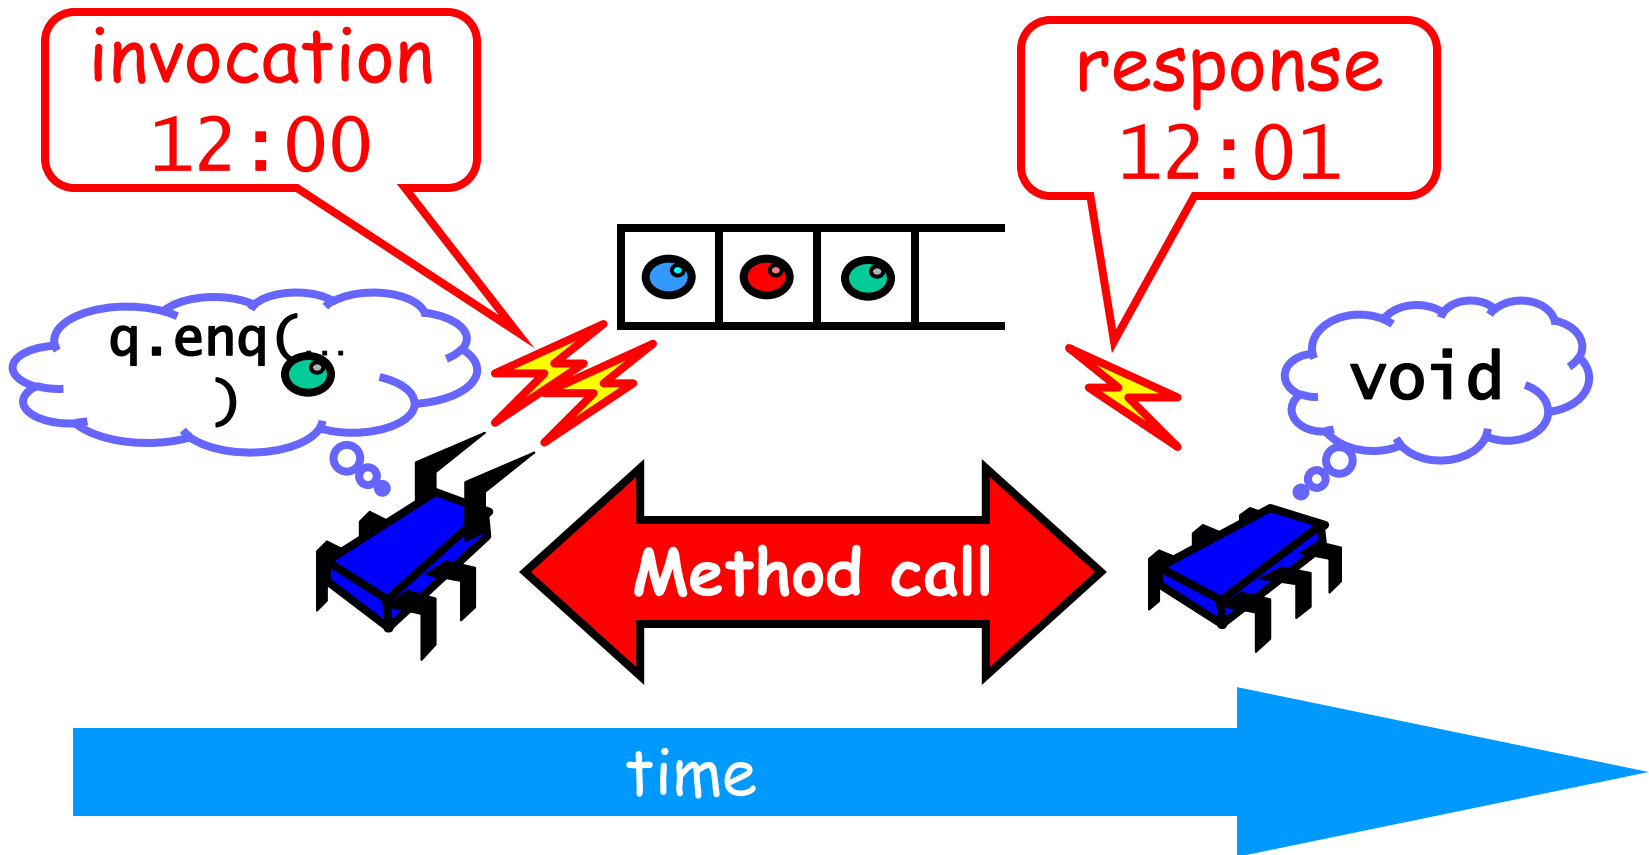 invocation
12:00
response
12:01
q.enq(...
)
void
Method call
time